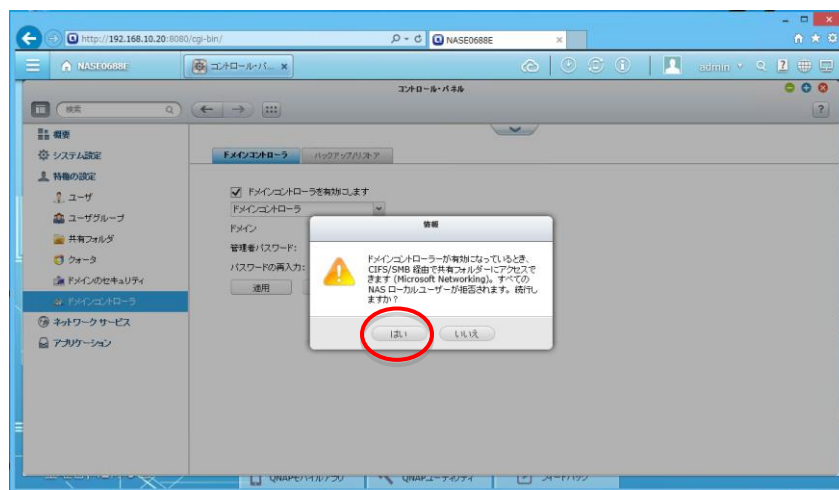 http://192.168.10.20:8080/cgi-bin/
NASE0688E
NASE0688E
コントロール・パ...
admin
コントロール・パネル
検索
概要
システム設定
特権の設定
ユーザ
ユーザグループ
共有フォルダ
クォータ
ドメインのセキュリティ
ドメインコントローラ
ネットワーク サービス
アプリケーション
ドメインコントローラ
バックアップ/リストア
ドメインコントローラを有効にします
ドメインコントローラ
ドメイン
管理者パスワード:
パスワードの再入力:
適用
情報
ドメインコントローラーが有効になっているとき、
CIFS/SMB 経由で共有フォルダーにアクセスで
きます (Microsoft Networking)。すべての
NAS ローカルユーザーが拒否されます。続行し
ますか？
はい
いいえ
QNAPモバイルアプリ
QNAPユーティリティ
フィードバック